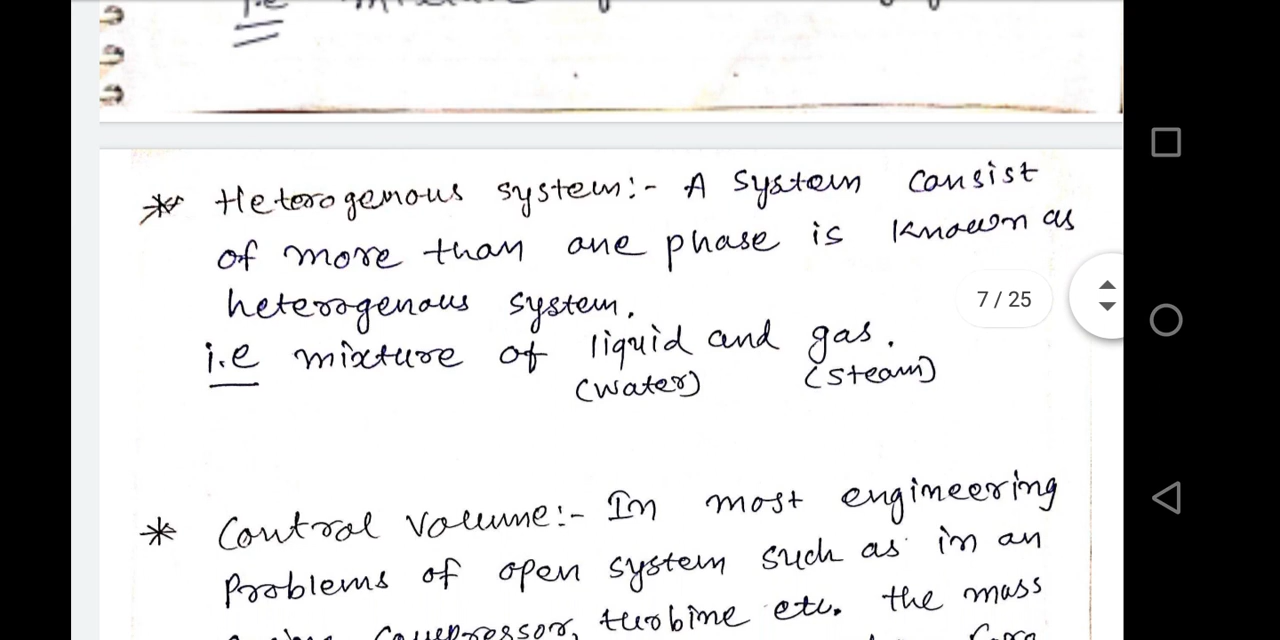 i.e
* Heterogenous system:- A system consist
of more than one phase is known as
heterogenous system.
7 / 25
i.e mixture of liquid and gas.
(water) (steam)
* Control Volume:- In most engineering
Problems of open system such as in an
compressor, turbine etc. the mass